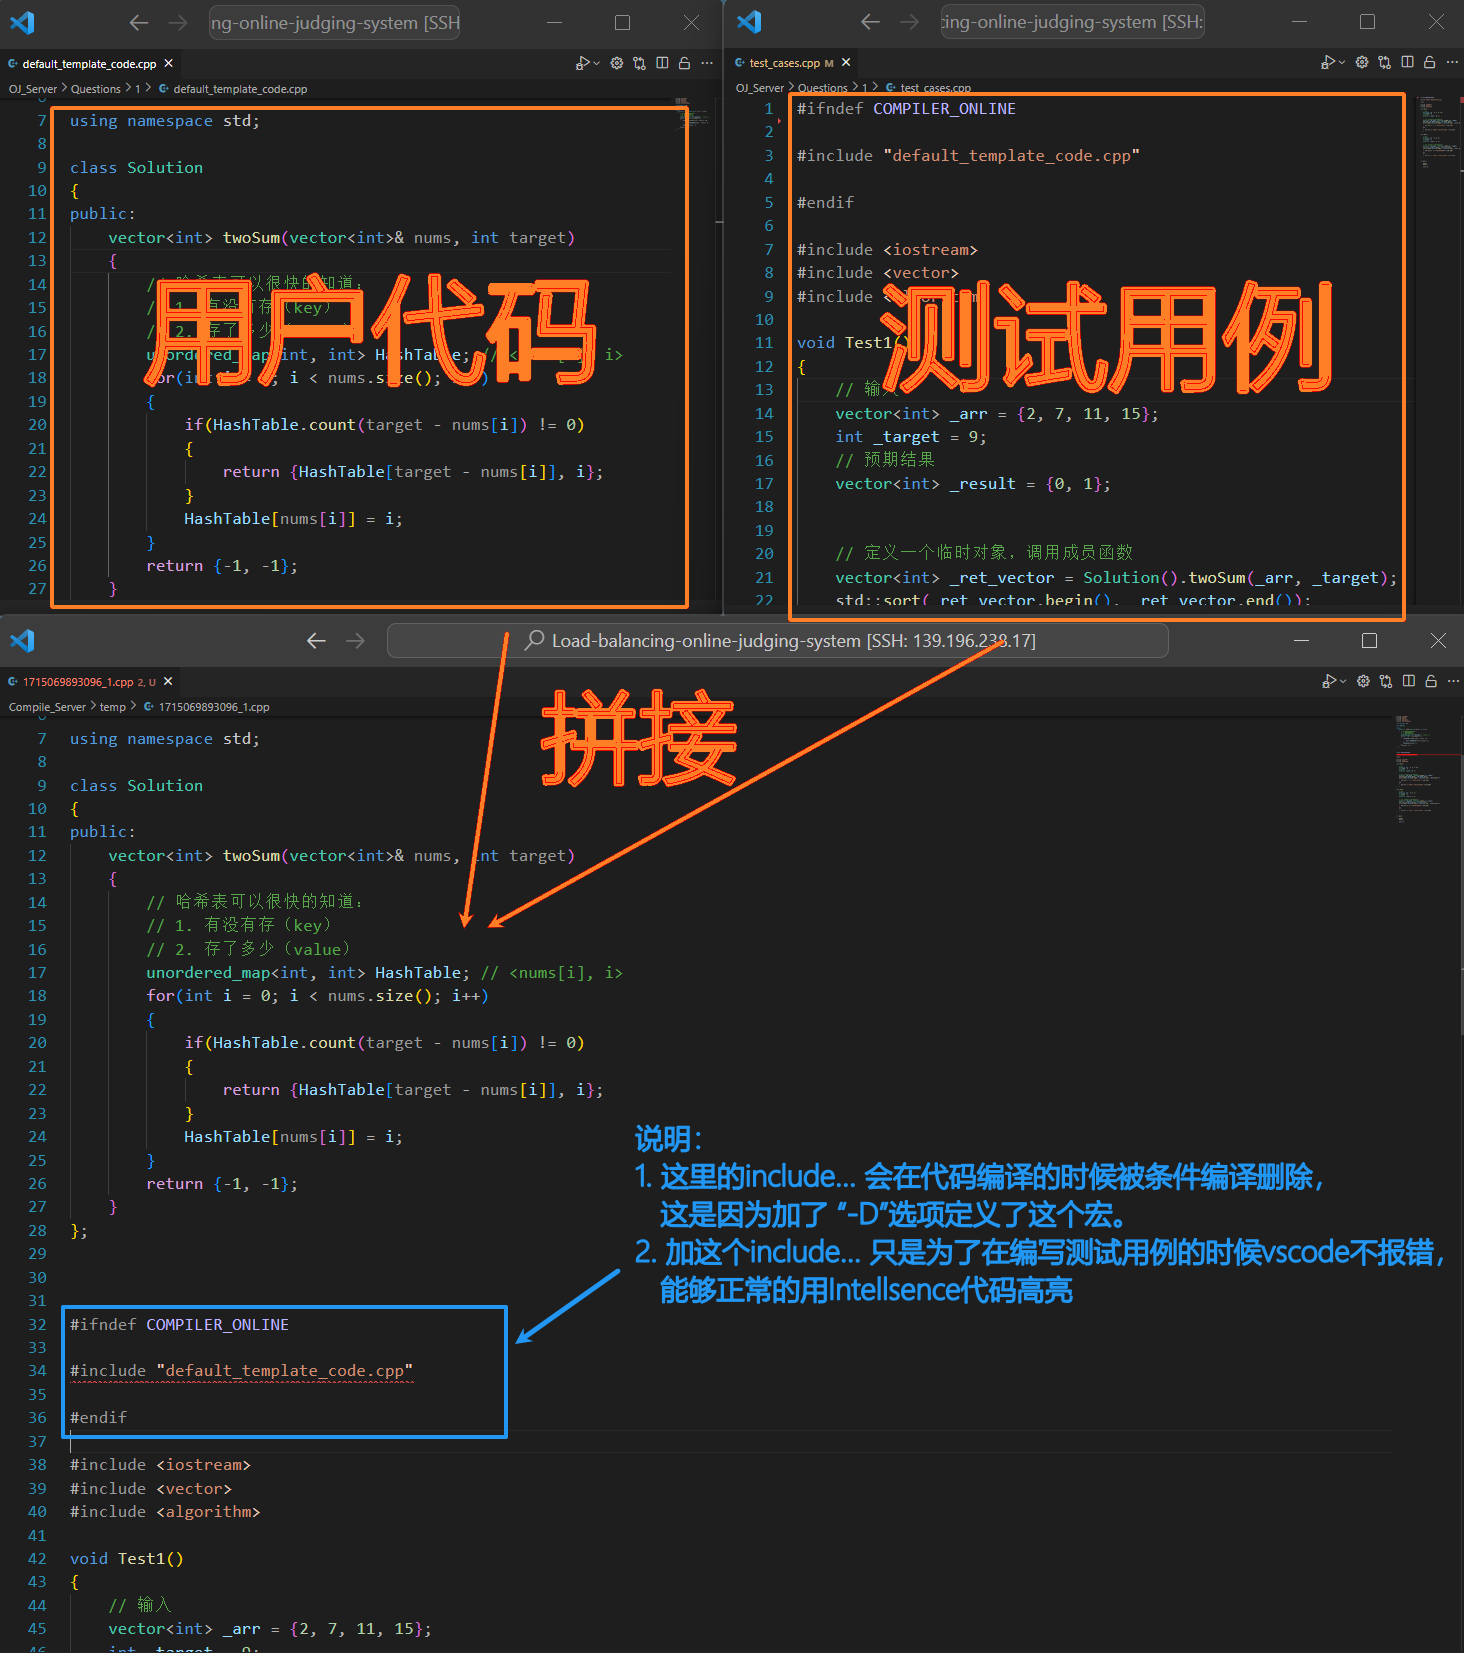 ng-online-judging-system [SSH
default_template_code.cpp
OJ_Server > Questions > 1 > default_template_code.cpp
7 using namespace std;
8
9 class Solution
10 {
11 public:
12 vector<int> twoSum(vector<int>& nums, int target)
13 {
14 // 哈希表可以很快的知道：
15 // 1. 有没有存（key）
16 // 2. 存了多少
17 unordered_map int, int> HashTable; // < i>
18 for(int ; i < nums.size(); )
19 {
20 if(HashTable.count(target - nums[i]) != 0)
21 {
22 return {HashTable[target - nums[i]], i};
23 }
24 HashTable[nums[i]] = i;
25 }
26 return {-1, -1};
27 }
用户代码
cing-online-judging-system [SSH:
test_cases.cpp M
OJ_Server > Questions > 1 > test_cases.cpp
1 #ifndef COMPILER_ONLINE
2
3 #include "default_template_code.cpp"
4
5 #endif
6
7 #include <iostream>
8 #include <vector>
9 #include
10
11 void Test1()
12 {
13 // 输入
14 vector<int> _arr = {2, 7, 11, 15};
15 int _target = 9;
16 // 预期结果
17 vector<int> _result = {0, 1};
18
19
20 // 定义一个临时对象，调用成员函数
21 vector<int> _ret_vector = Solution().twoSum(_arr, _target);
22 std::sort(_ret_vector.begin(), _ret_vector.end());
测试用例
Load-balancing-online-judging-system [SSH: 139.196.238.17]
1715069893096_1.cpp 2, U
Compile_Server > temp > 1715069893096_1.cpp
拼接
7 using namespace std;
8
9 class Solution
10 {
11 public:
12 vector<int> twoSum(vector<int>& nums, int target)
13 {
14 // 哈希表可以很快的知道：
15 // 1. 有没有存（key）
16 // 2. 存了多少（value）
17 unordered_map<int, int> HashTable; // <nums[i], i>
18 for(int i = 0; i < nums.size(); i++)
19 {
20 if(HashTable.count(target - nums[i]) != 0)
21 {
22 return {HashTable[target - nums[i]], i};
23 }
24 HashTable[nums[i]] = i;
25 }
26 return {-1, -1};
27 }
28 };
29
30
31
说明：
1. 这里的include... 会在代码编译的时候被条件编译删除，
这是因为加了 “-D”选项定义了这个宏。
2. 加这个include... 只是为了在编写测试用例的时候vscode不报错，
能够正常的用Intellsence代码高亮
32 #ifndef COMPILER_ONLINE
33
34 #include "default_template_code.cpp"
35
36 #endif
37
38 #include <iostream>
39 #include <vector>
40 #include <algorithm>
41
42 void Test1()
43 {
44 // 输入
45 vector<int> _arr = {2, 7, 11, 15};
46 int _target = 9;